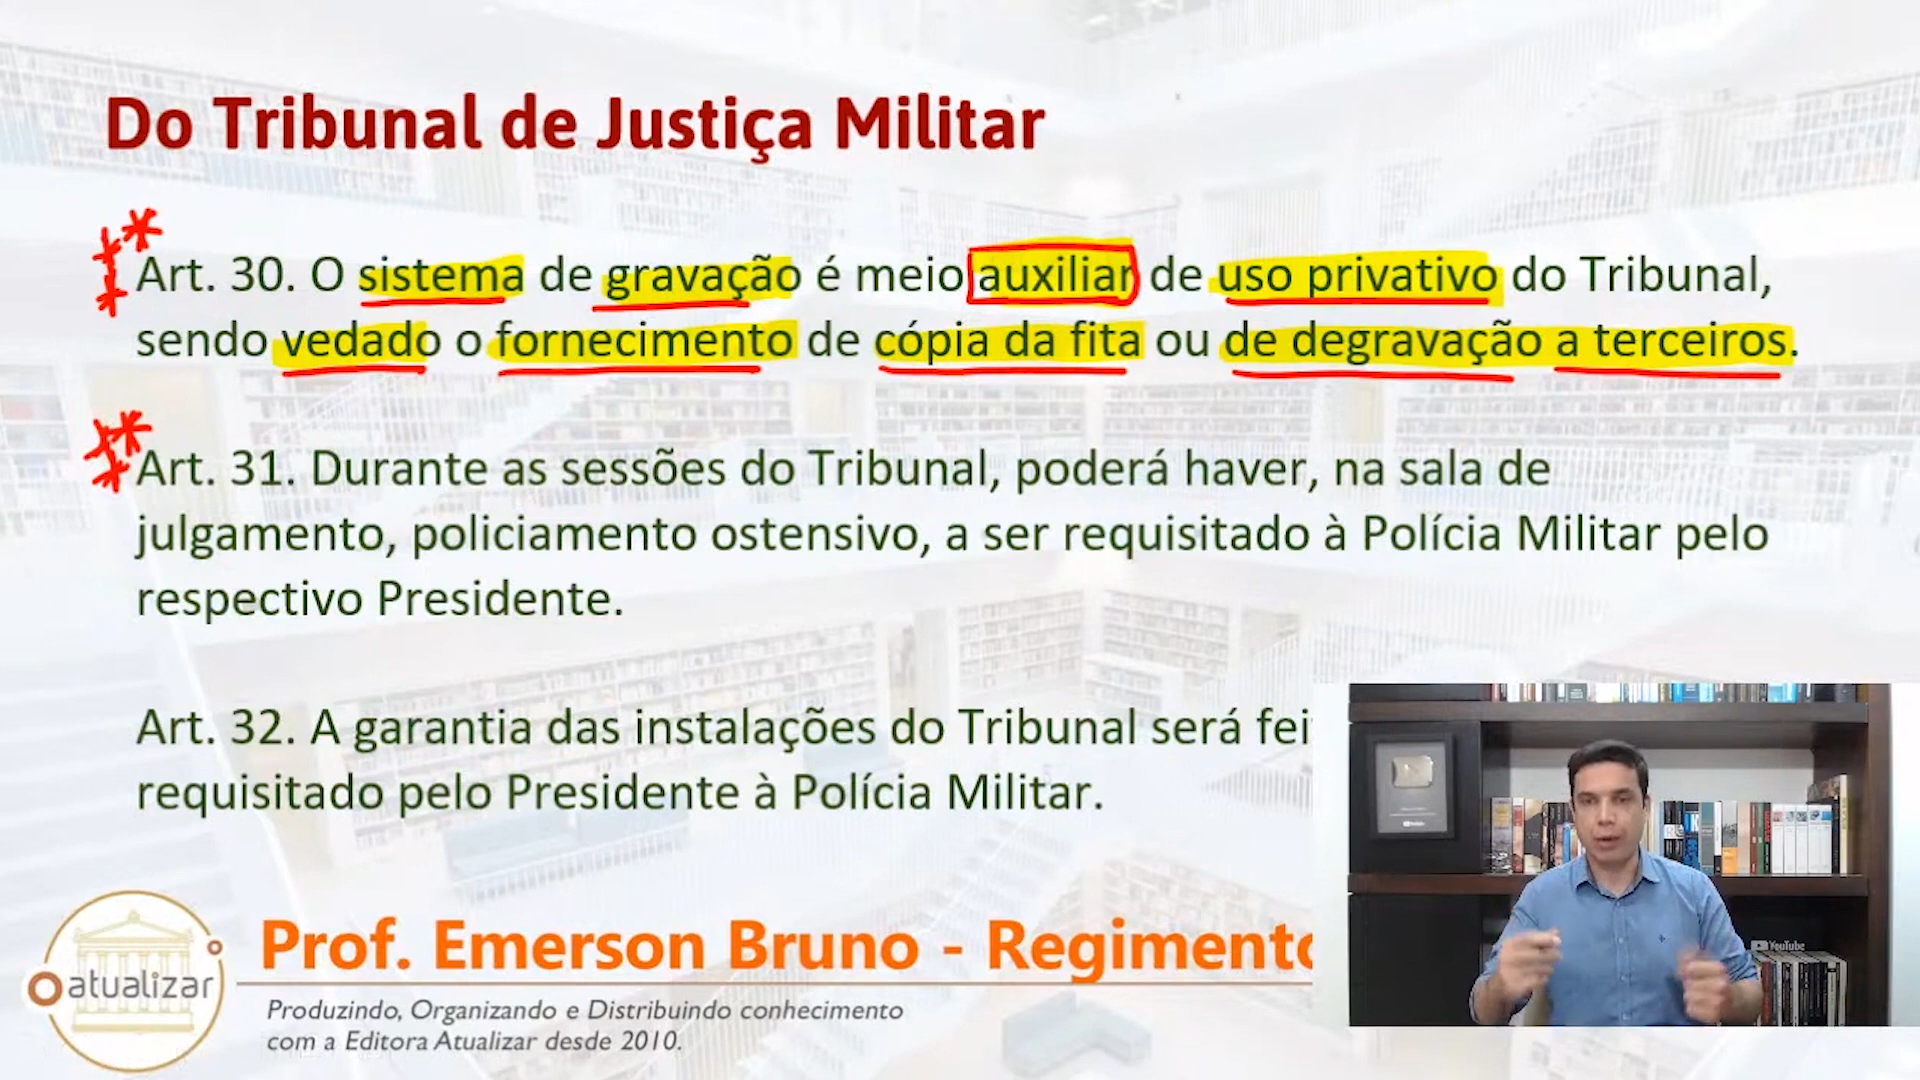 Do Tribunal de Justiça Militar
Art. 30. O sistema de gravação é meio auxiliar de uso privativo do Tribunal,
sendo vedado o fornecimento de cópia da fita ou de degravação a terceiros.
Art. 31. Durante as sessões do Tribunal, poderá haver, na sala de
julgamento, policiamento ostensivo, a ser requisitado à Polícia Militar pelo
respectivo Presidente.
Art. 32. A garantia das instalações do Tribunal será fei
requisitado pelo Presidente à Polícia Militar.
atualizar
Prof. Emerson Bruno - Regimento
Produzindo, Organizando e Distribuindo conhecimento
com a Editora Atualizar desde 2010.
YouTube